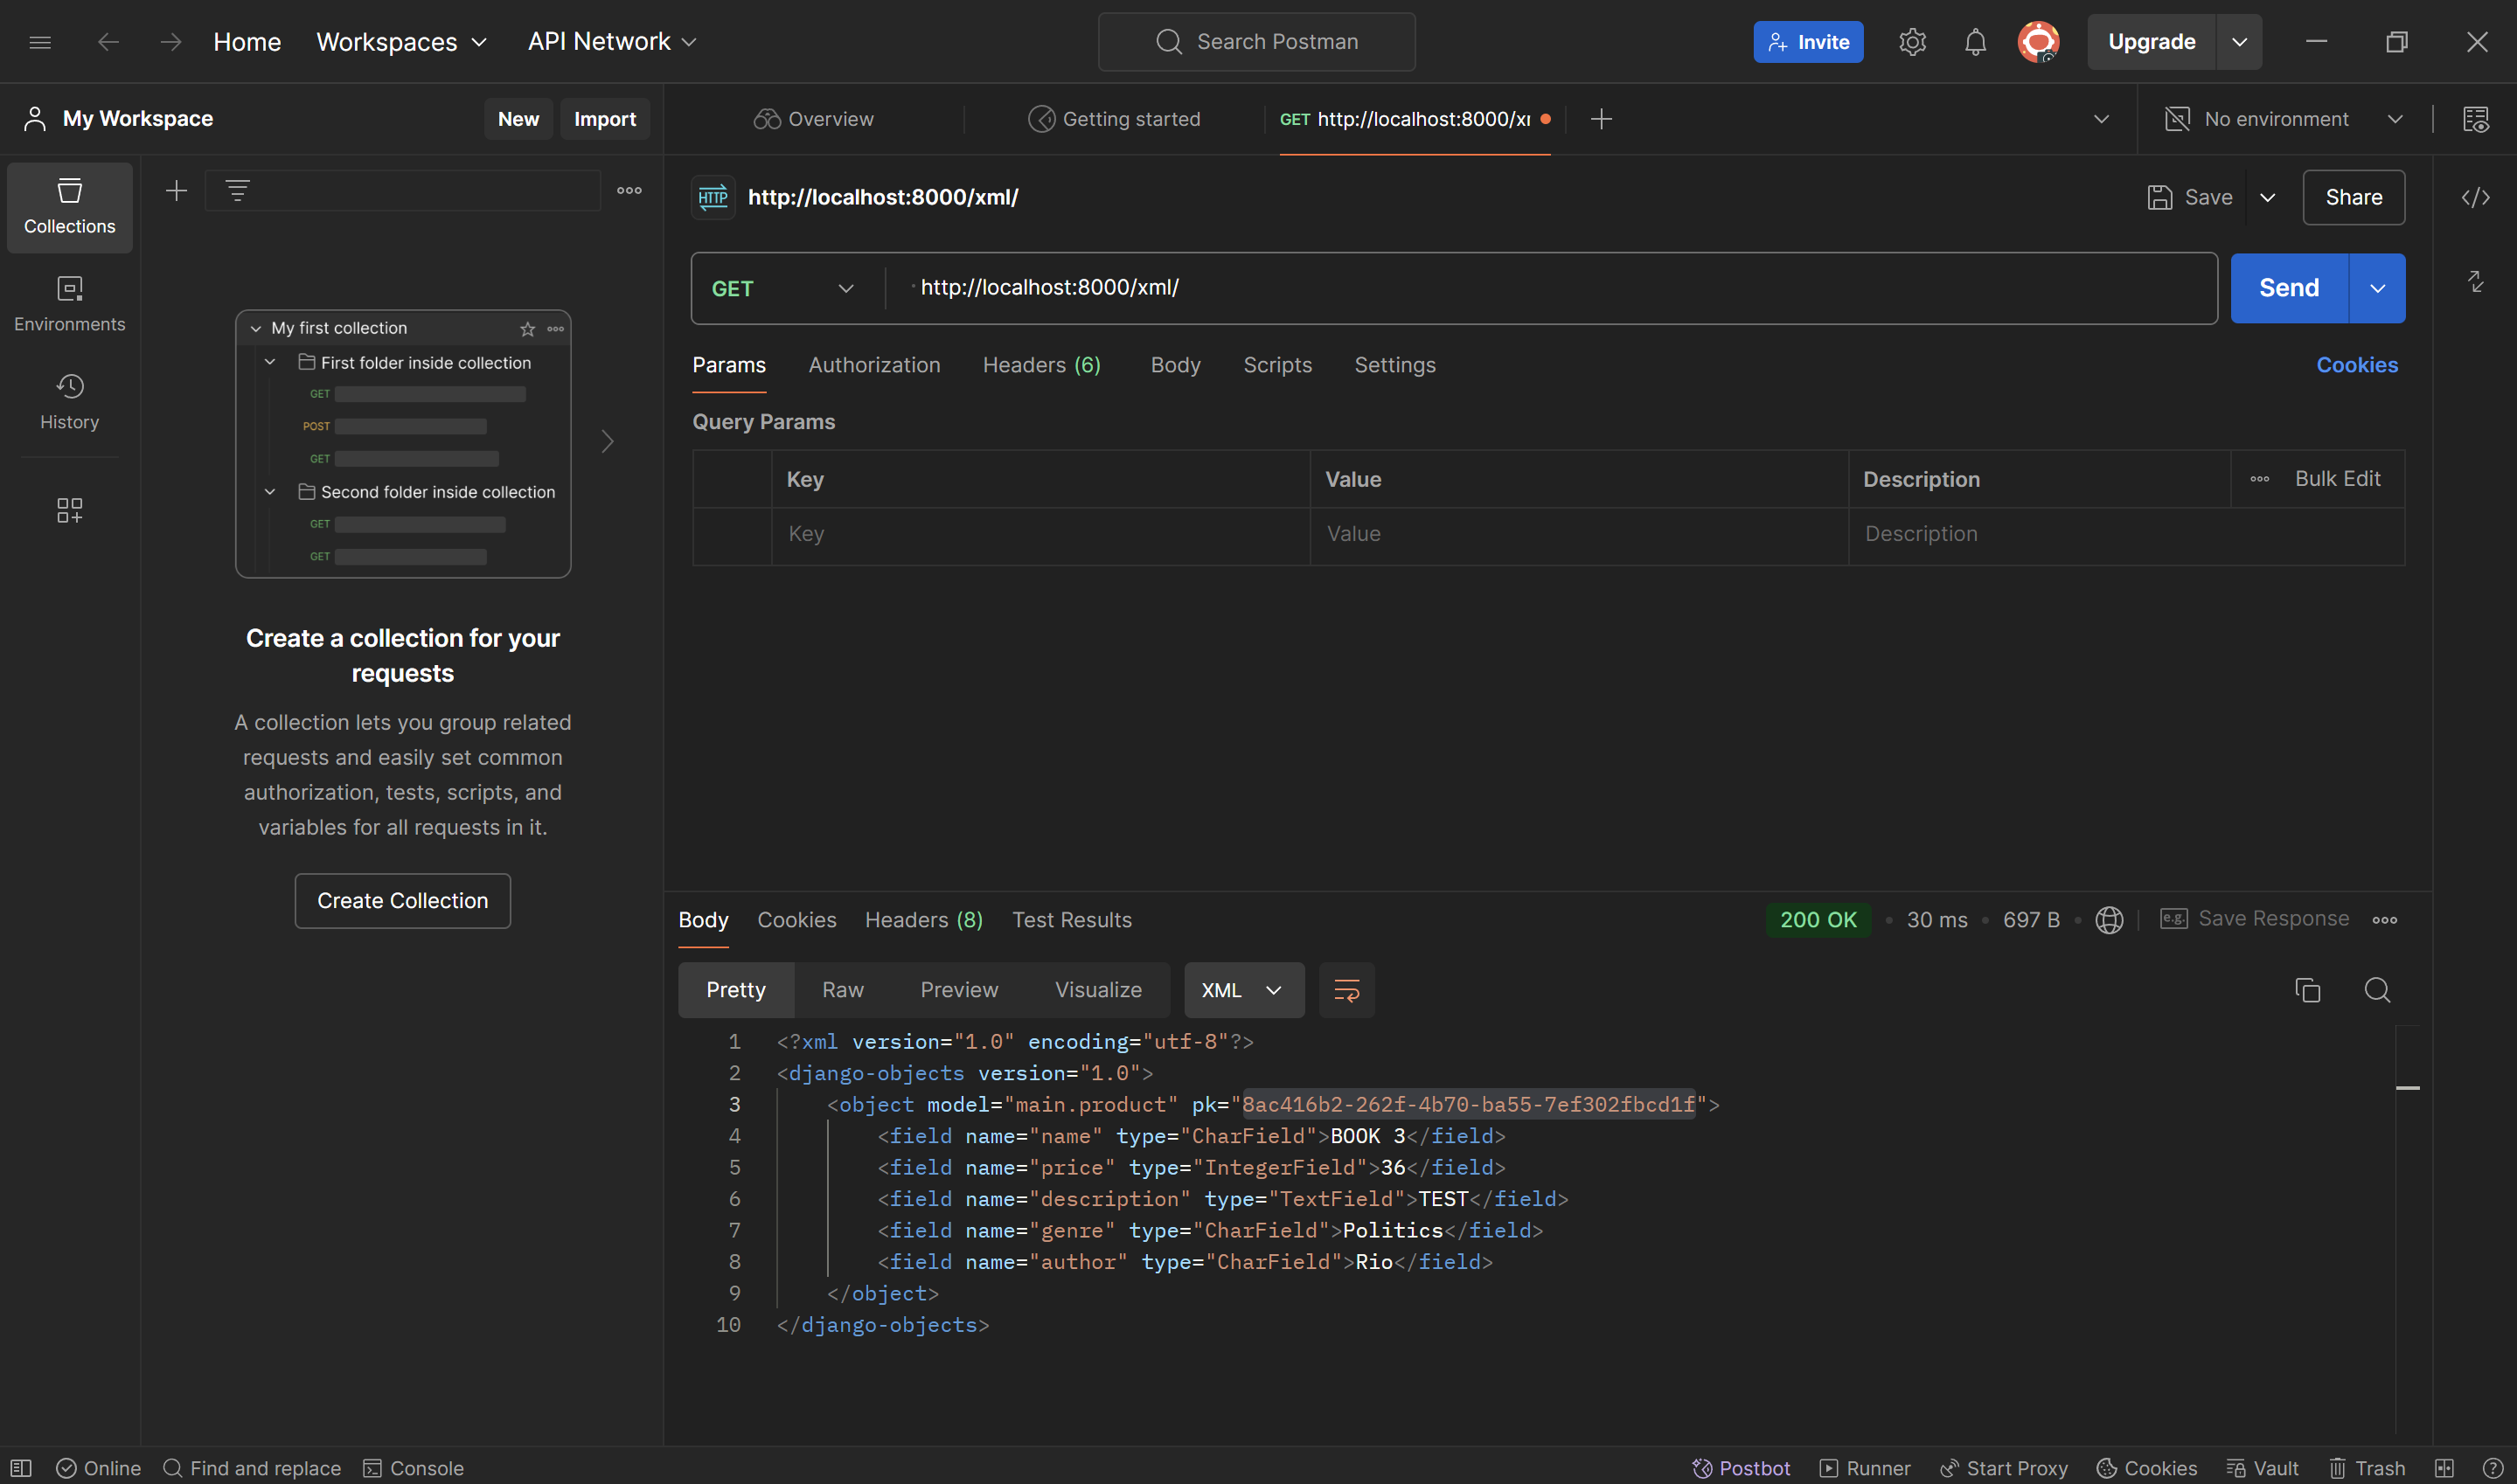 Home Workspaces API Network Search Postman Invite Upgrade
My Workspace New Import
Overview Getting started GET http://localhost:8000/xr No environment
Collections
Environments
History
My first collection
First folder inside collection
GET
POST
GET
Second folder inside collection
GET
GET
Create a collection for your
requests
A collection lets you group related
requests and easily set common
authorization, tests, scripts, and
variables for all requests in it.
Create Collection
HTTP http://localhost:8000/xml/ Save Share
GET http://localhost:8000/xml/ Send
Params Authorization Headers (6) Body Scripts Settings Cookies
Query Params
Key Value Description Bulk Edit
Key Value Description
Body Cookies Headers (8) Test Results 200 OK 30 ms 697 B e.g. Save Response
Pretty Raw Preview Visualize XML
1 <?xml version="1.0" encoding="utf-8"?>
2 <django-objects version="1.0">
3 <object model="main.product" pk="8ac416b2-262f-4b70-ba55-7ef302fbcd1f">
4 <field name="name" type="CharField">BOOK 3</field>
5 <field name="price" type="IntegerField">36</field>
6 <field name="description" type="TextField">TEST</field>
7 <field name="genre" type="CharField">Politics</field>
8 <field name="author" type="CharField">Rio</field>
9 </object>
10 </django-objects>
Online Find and replace Console Postbot Runner Start Proxy Cookies Vault Trash